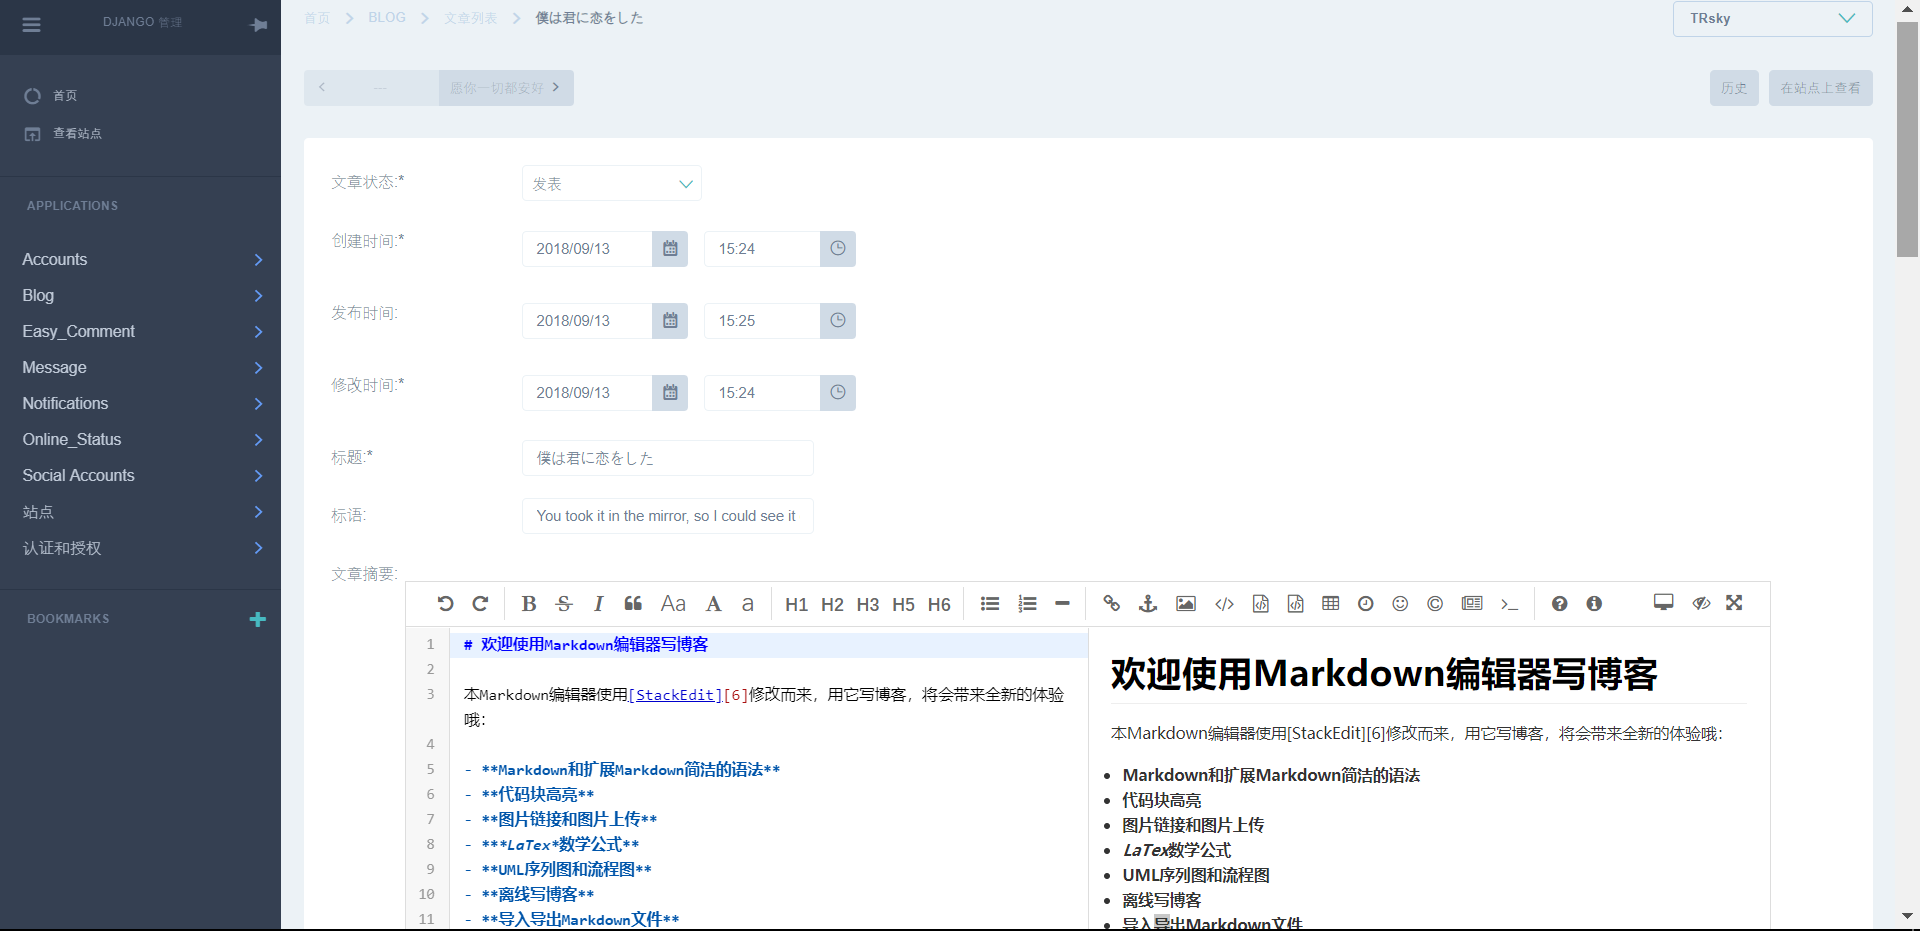 DJANGO 管理
首页
查看站点
APPLICATIONS
Accounts
Blog
Easy_Comment
Message
Notifications
Online_Status
Social Accounts
站点
认证和授权
BOOKMARKS
首页 BLOG 文章列表 僕は君に恋をした
TRsky
--- 愿你一切都安好
历史 在站点上查看
文章状态:* 发表
创建时间:* 2018/09/13 15:24
发布时间: 2018/09/13 15:25
修改时间:* 2018/09/13 15:24
标题:* 僕は君に恋をした
标语: You took it in the mirror, so I could see it
文章摘要:
B S I Aa A a H1 H2 H3 H5 H6
1 # 欢迎使用Markdown编辑器写博客
2
3 本Markdown编辑器使用[StackEdit][6]修改而来，用它写博客，将会带来全新的体验
哦：
4
5 - **Markdown和扩展Markdown简洁的语法**
6 - **代码块高亮**
7 - **图片链接和图片上传**
8 - ***LaTex*数学公式**
9 - **UML序列图和流程图**
10 - **离线写博客**
11 - **导入导出Markdown文件**
欢迎使用Markdown编辑器写博客
本Markdown编辑器使用[StackEdit][6]修改而来，用它写博客，将会带来全新的体验哦：
Markdown和扩展Markdown简洁的语法
代码块高亮
图片链接和图片上传
LaTex数学公式
UML序列图和流程图
离线写博客
导入导出Markdown文件